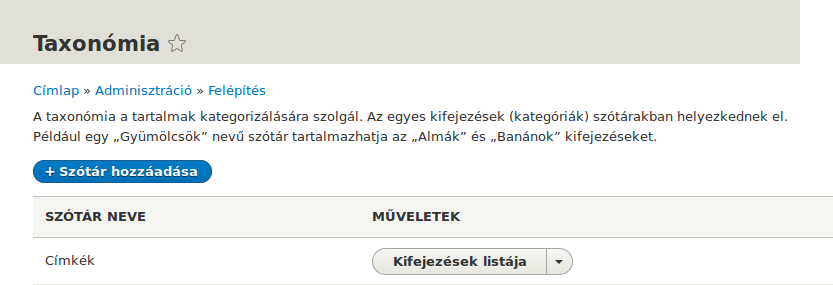 Taxonómia
Címlap » Adminisztráció » Felépítés
A taxonómia a tartalmak kategorizálására szolgál. Az egyes kifejezések (kategóriák) szótárakban helyezkednek el.
Például egy „Gyümölcsök” nevű szótár tartalmazhatja az „Almák” és „Banánok” kifejezéseket.
+ Szótár hozzáadása
SZÓTÁR NEVE MŰVELETEK
Címkék Kifejezések listája